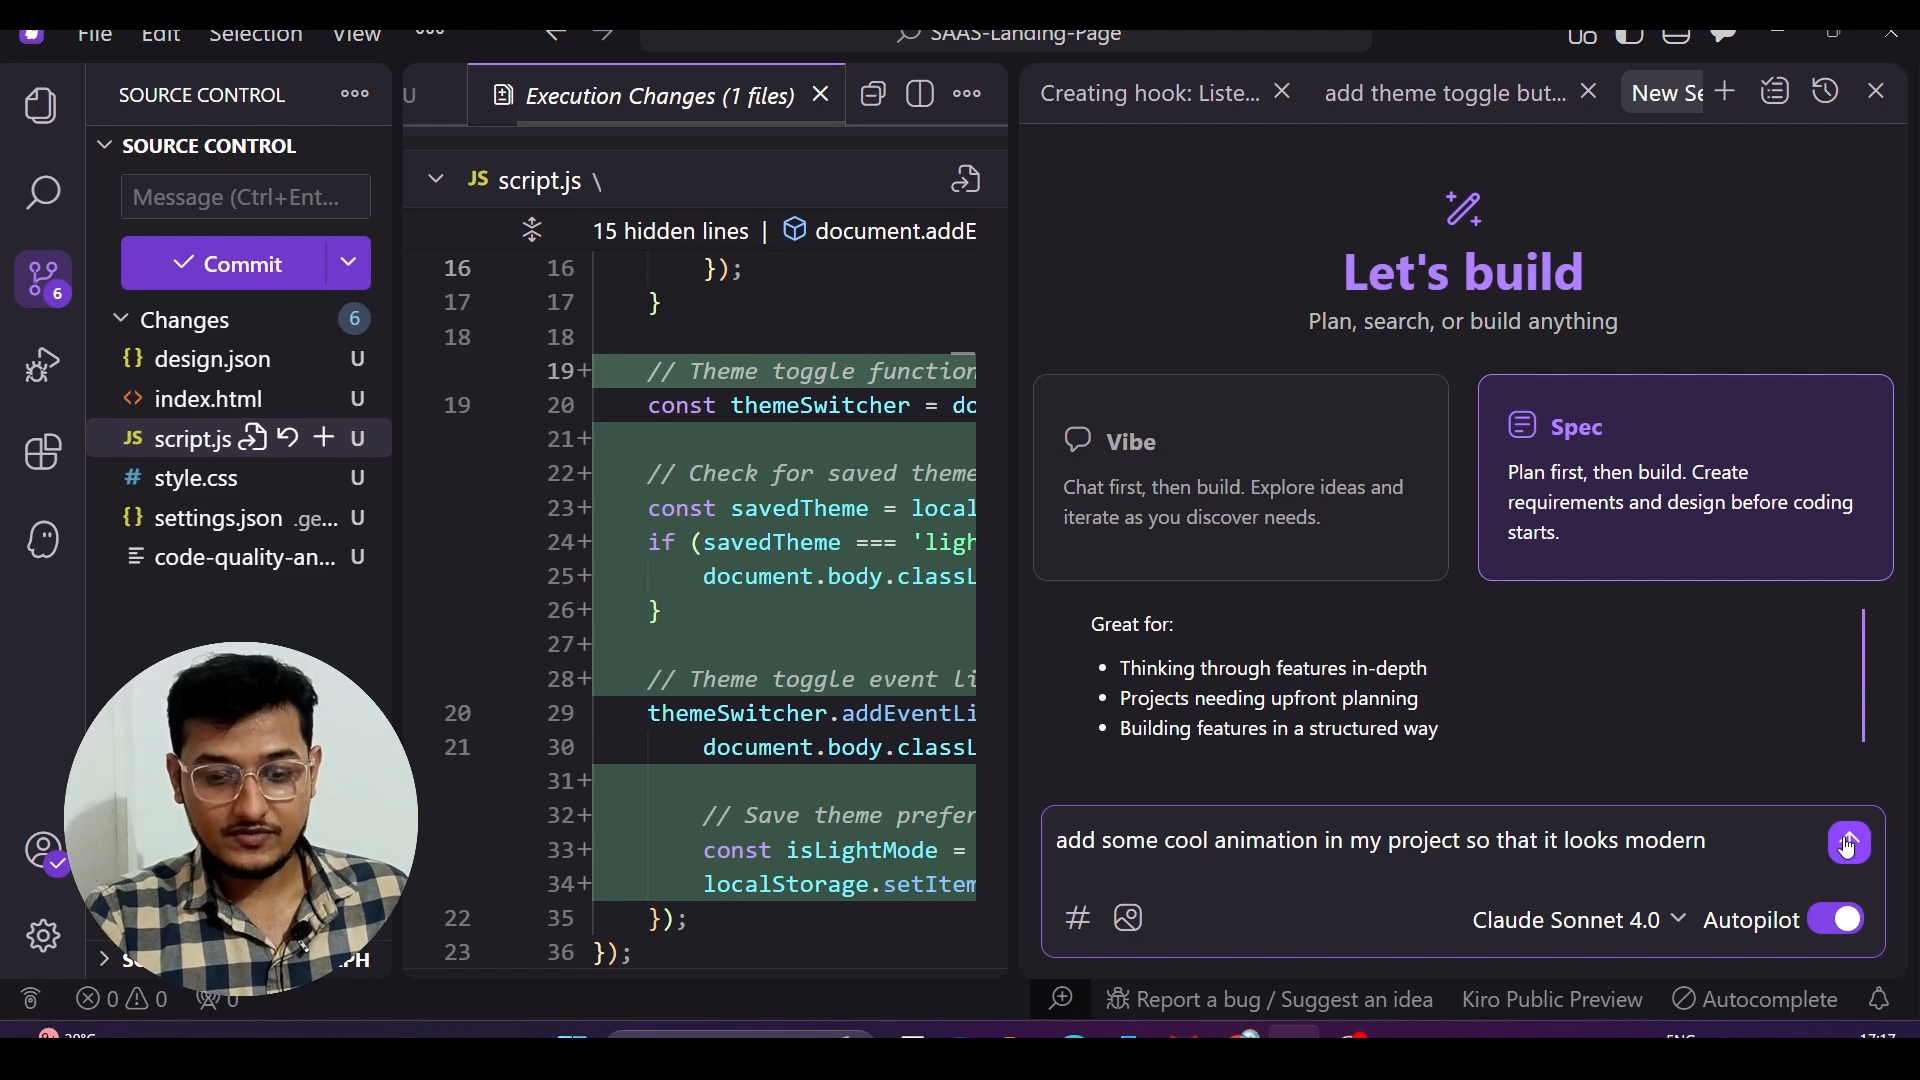 File Edit Selection View
SAAS-Landing-Page
SOURCE CONTROL
SOURCE CONTROL
Message (Ctrl+Ent...
Commit
6
Changes 6
{} design.json U
<> index.html U
JS script.js U
# style.css U
{} settings.json .ge... U
code-quality-an... U
U
Execution Changes (1 files)
JS script.js \
15 hidden lines | document.addE
16 16 });
17 17 }
18 18
19+ // Theme toggle function
19 20 const themeSwitcher = do
21+
22+ // Check for saved theme
23+ const savedTheme = local
24+ if (savedTheme === 'ligh
25+ document.body.classL
26+ }
27+
28+ // Theme toggle event li
20 29 themeSwitcher.addEventLi
21 30 document.body.classL
31+
32+ // Save theme prefer
33+ const isLightMode =
34+ localStorage.setItem
22 35 });
23 36 });
Creating hook: Liste...
add theme toggle but...
New Se
Let's build
Plan, search, or build anything
Vibe
Chat first, then build. Explore ideas and
iterate as you discover needs.
Spec
Plan first, then build. Create
requirements and design before coding
starts.
Great for:
• Thinking through features in-depth
• Projects needing upfront planning
• Building features in a structured way
add some cool animation in my project so that it looks modern
#
Claude Sonnet 4.0 Autopilot
0 0 0
Report a bug / Suggest an idea Kiro Public Preview Autocomplete